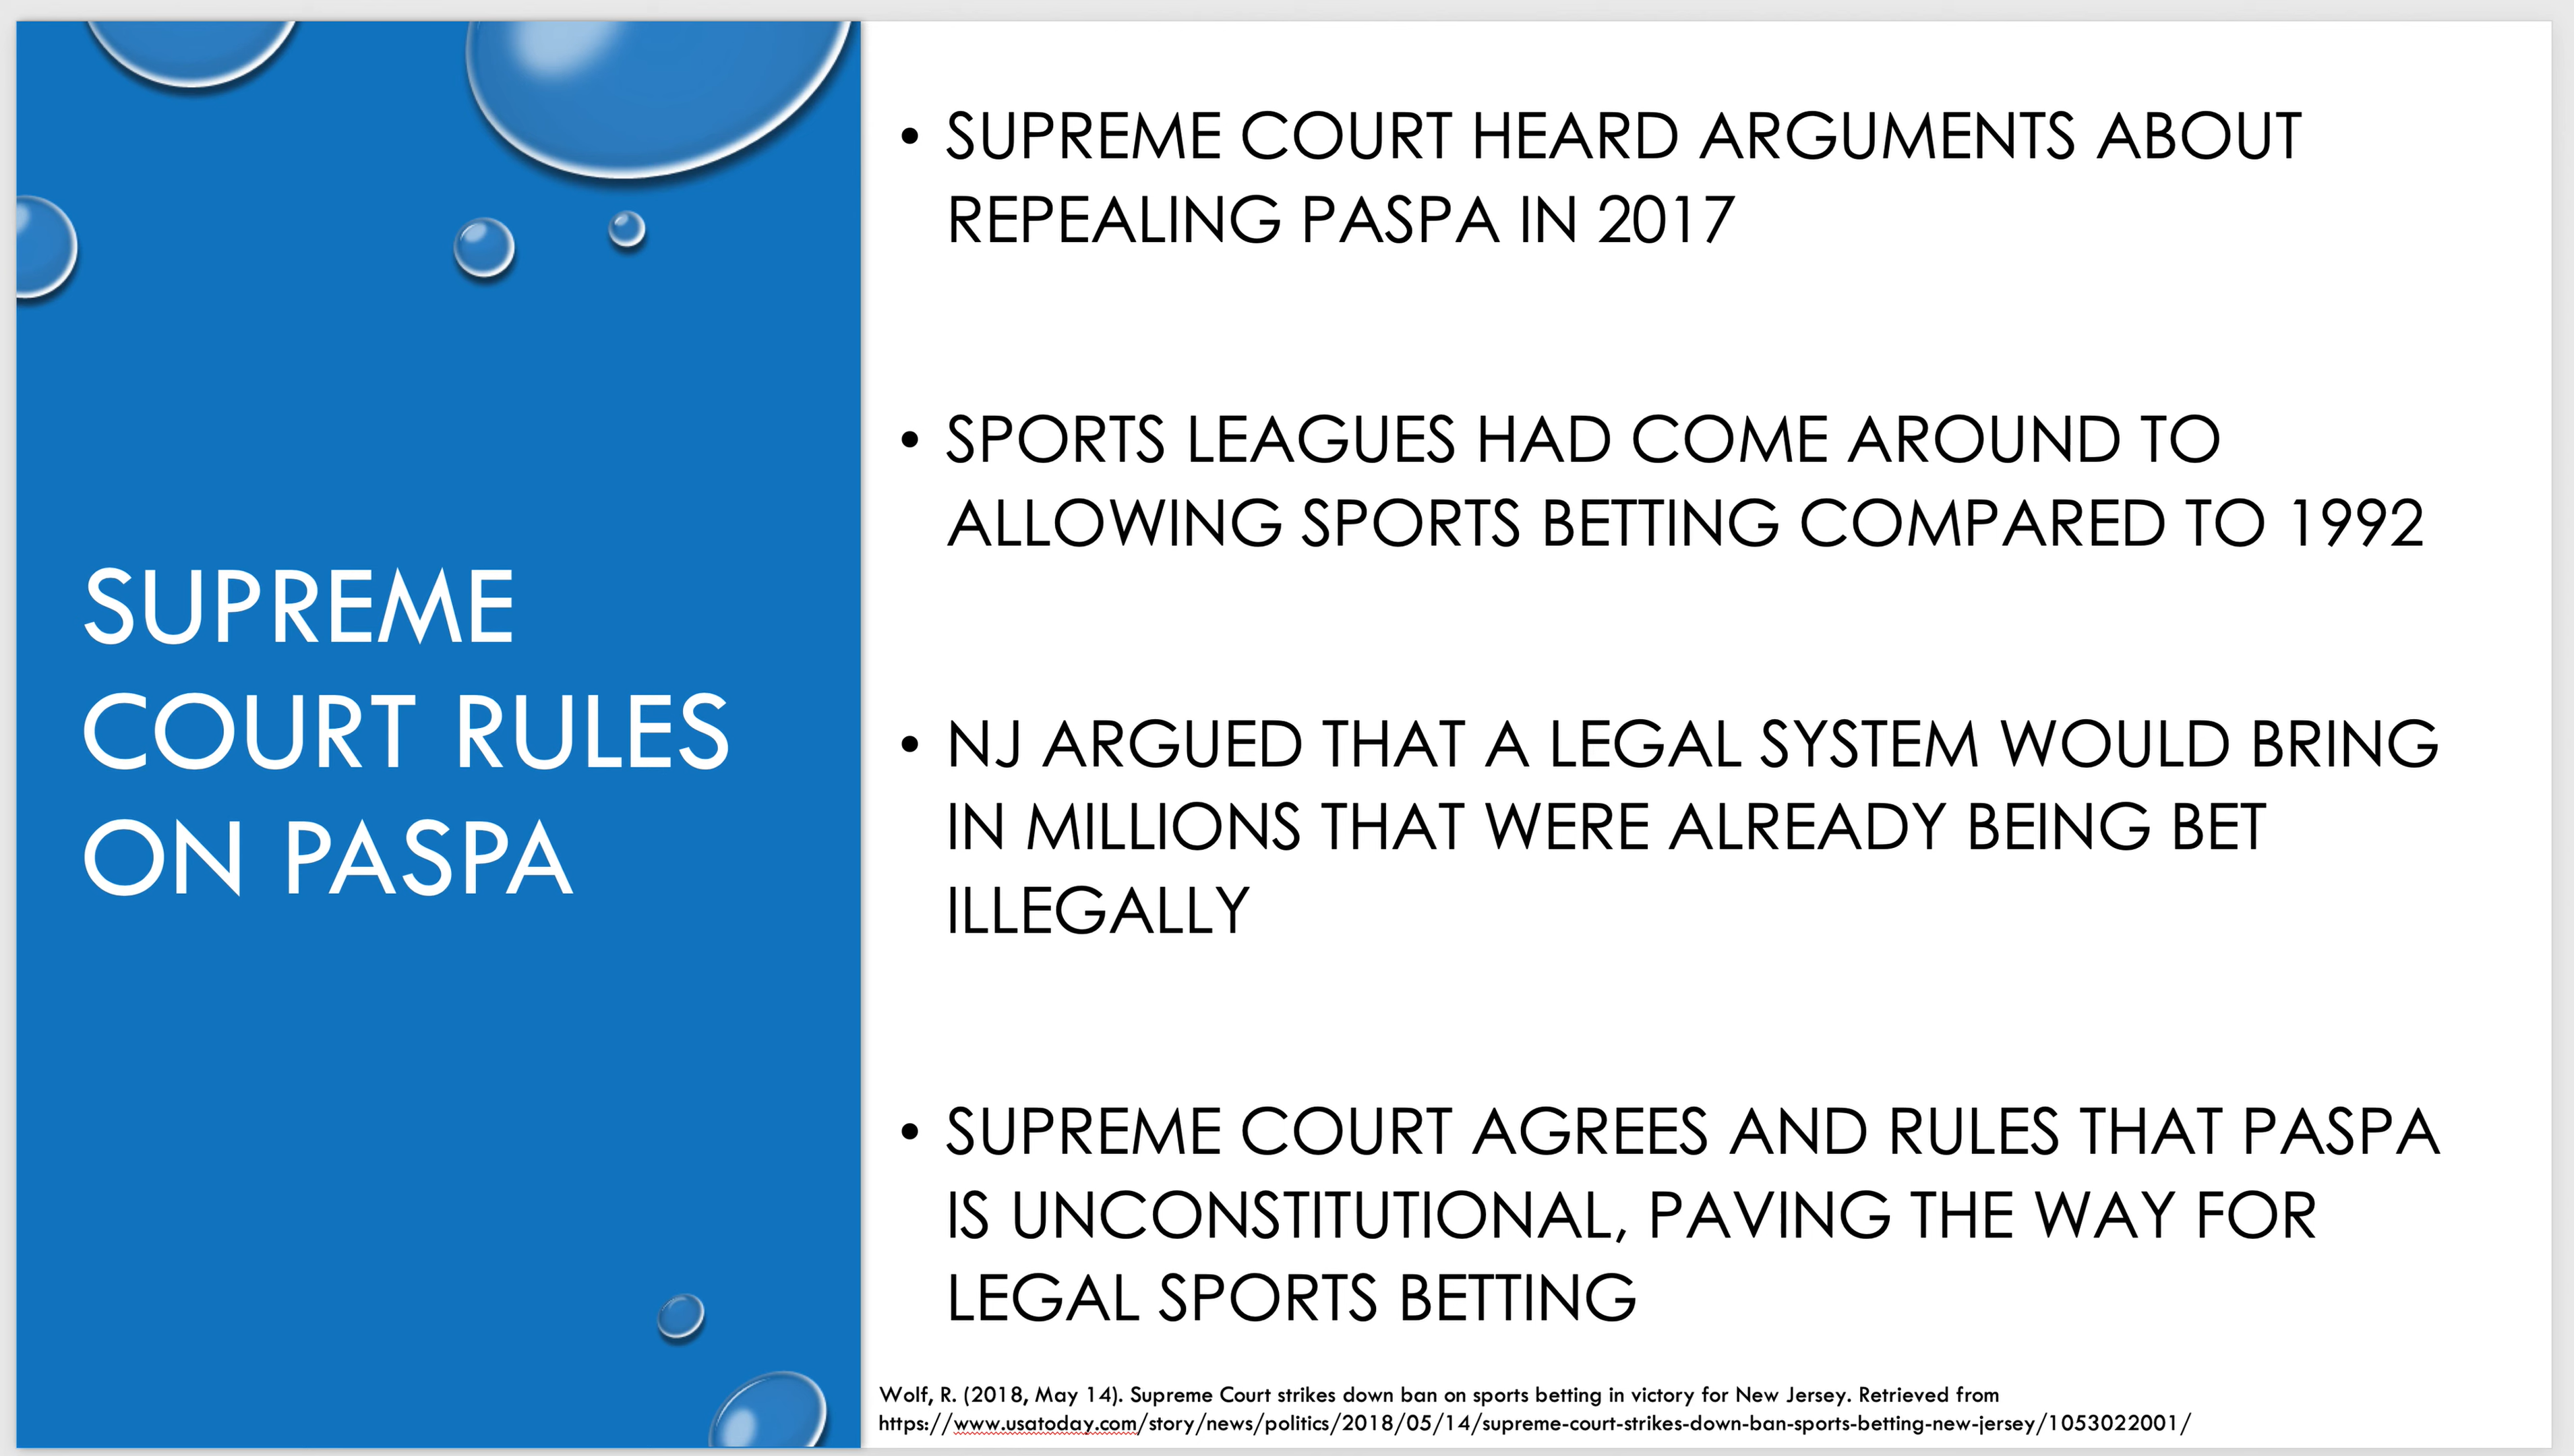 SUPREME
COURT RULES
ON PASPA
• SUPREME COURT HEARD ARGUMENTS ABOUT
REPEALING PASPA IN 2017
• SPORTS LEAGUES HAD COME AROUND TO
ALLOWING SPORTS BETTING COMPARED TO 1992
• NJ ARGUED THAT A LEGAL SYSTEM WOULD BRING
IN MILLIONS THAT WERE ALREADY BEING BET
ILLEGALLY
• SUPREME COURT AGREES AND RULES THAT PASPA
IS UNCONSTITUTIONAL, PAVING THE WAY FOR
LEGAL SPORTS BETTING
Wolf, R. (2018, May 14). Supreme Court strikes down ban on sports betting in victory for New Jersey. Retrieved from
https://www.usatoday.com/story/news/politics/2018/05/14/supreme-court-strikes-down-ban-sports-betting-new-jersey/1053022001/